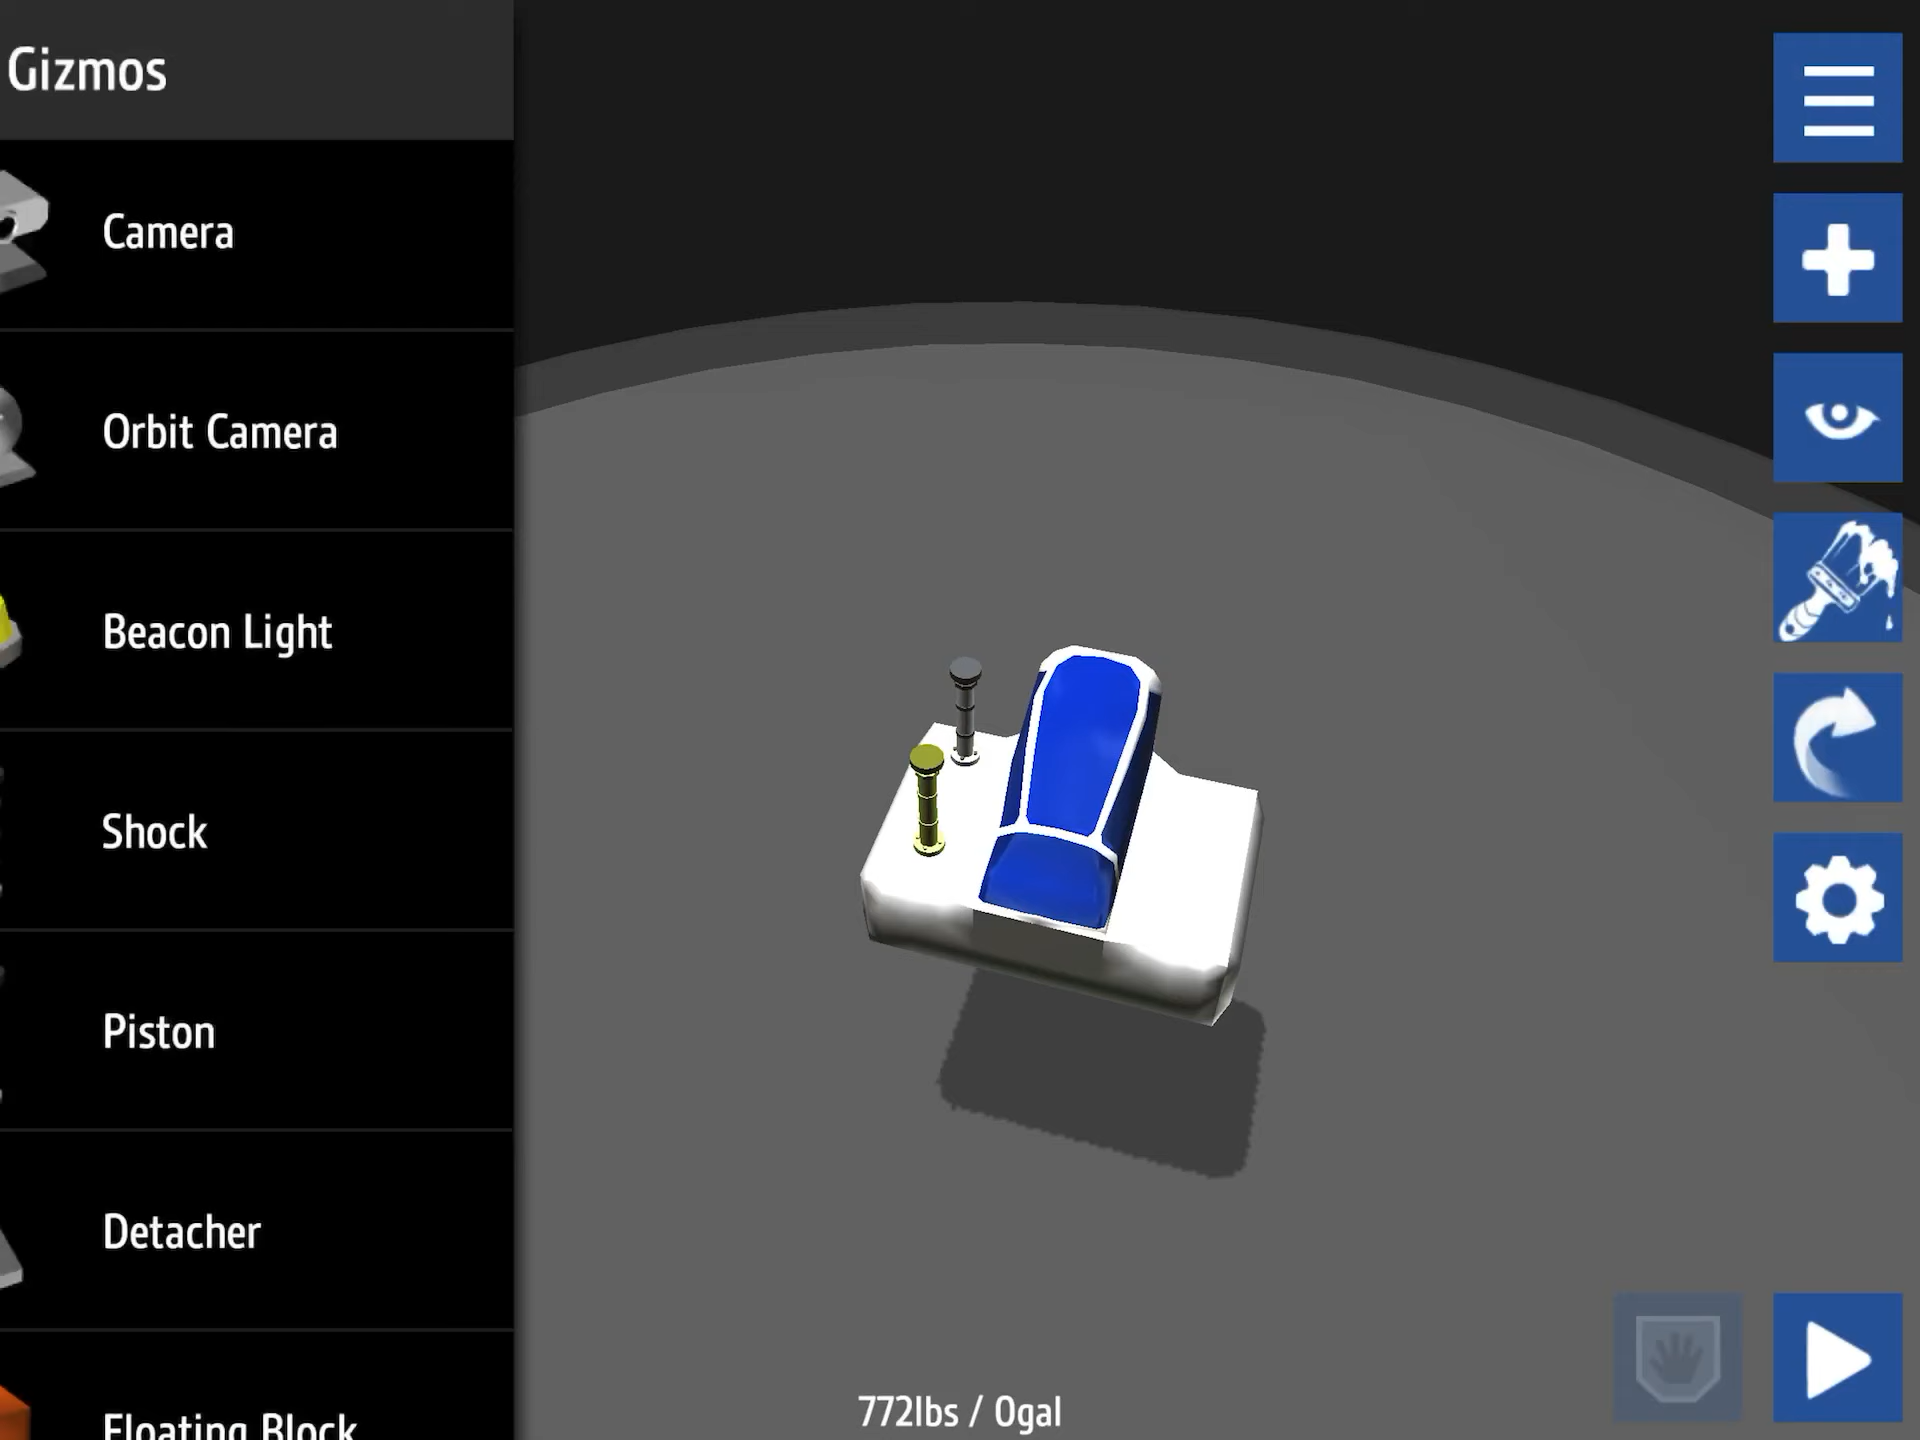 Gizmos
Camera
Orbit Camera
Beacon Light
Shock
Piston
Detacher
Floating Block
772lbs / 0gal